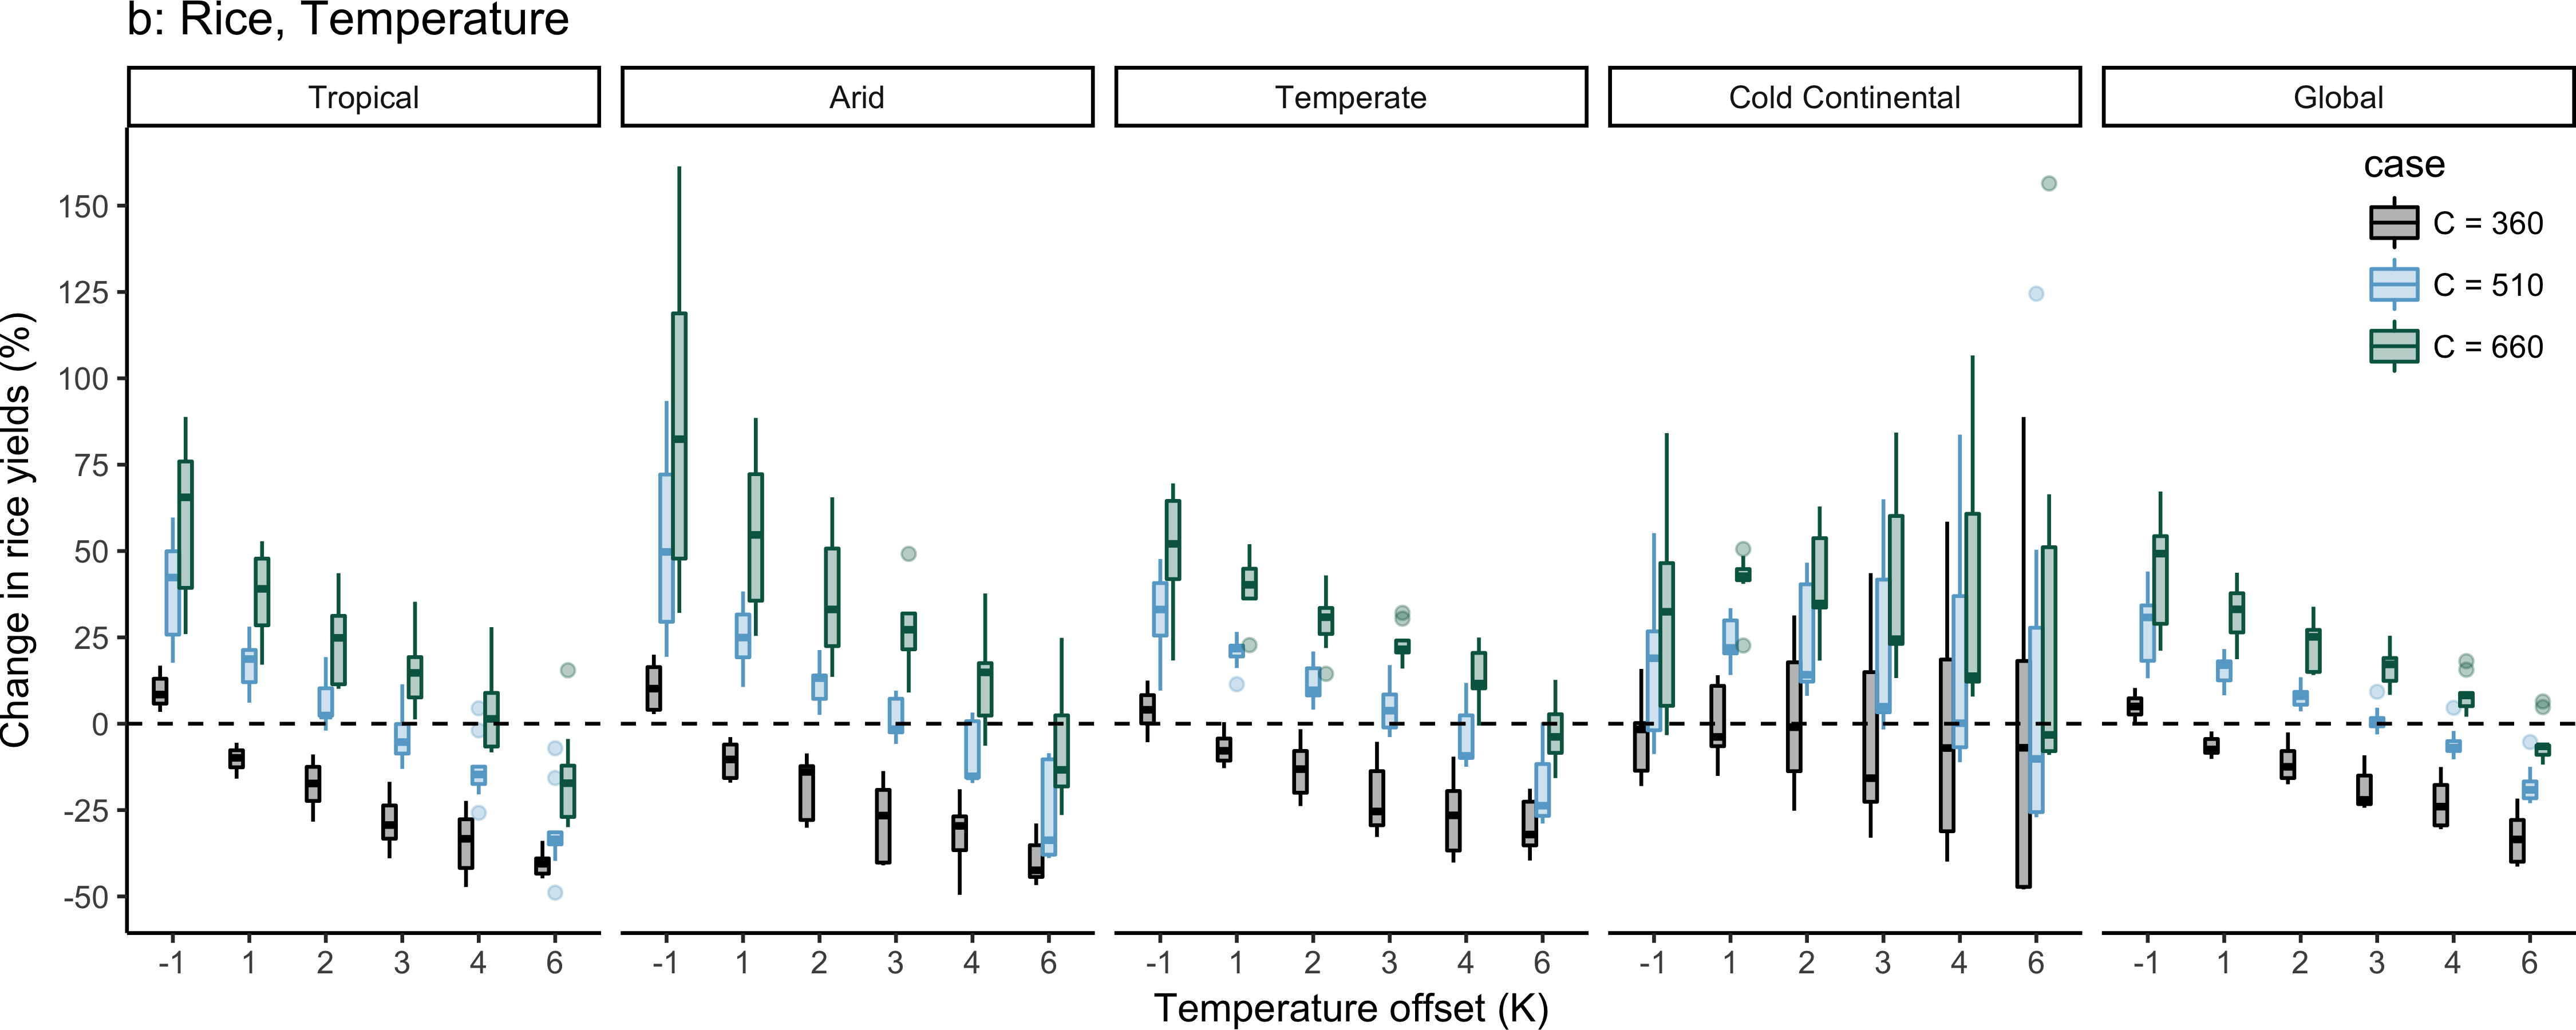 b: Rice, Temperature
Tropical
Arid
Temperate
Cold Continental
Global
case
C = 360
C = 510
C = 660
Change in rice yields (%)
150
125
100
75
50
25
0
-25
-50
-1 1 2 3 4 6
-1 1 2 3 4 6
-1 1 2 3 4 6
-1 1 2 3 4 6
-1 1 2 3 4 6
Temperature offset (K)